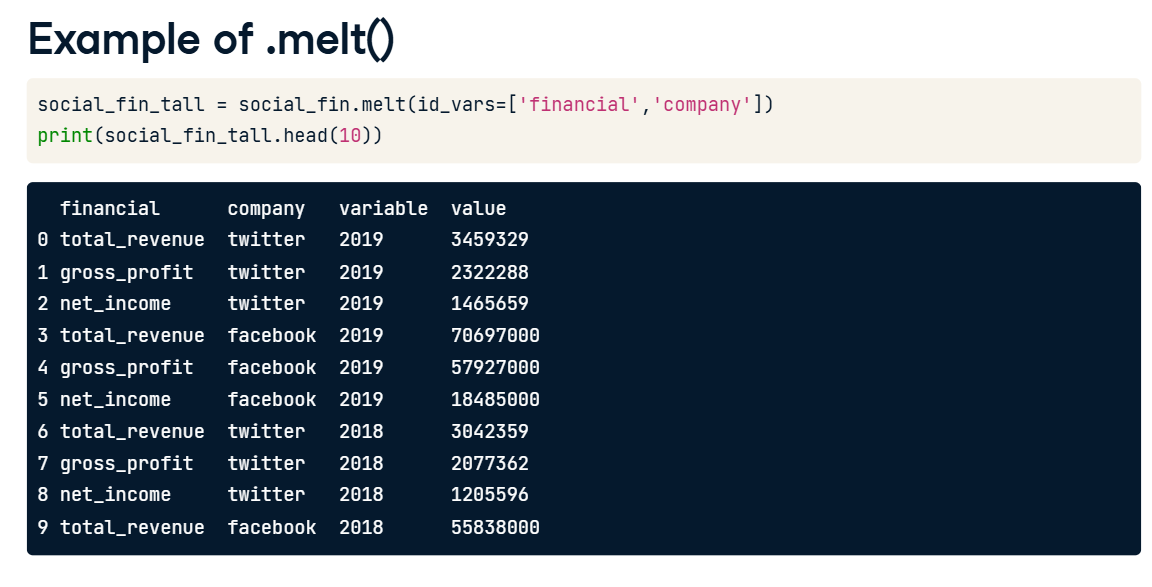 Example of .melt()
social_fin_tall = social_fin.melt(id_vars=['financial','company'])
print(social_fin_tall.head(10))
  financial      company   variable  value
0 total_revenue  twitter   2019      3459329
1 gross_profit   twitter   2019      2322288
2 net_income     twitter   2019      1465659
3 total_revenue  facebook  2019      70697000
4 gross_profit   facebook  2019      57927000
5 net_income     facebook  2019      18485000
6 total_revenue  twitter   2018      3042359
7 gross_profit   twitter   2018      2077362
8 net_income     twitter   2018      1205596
9 total_revenue  facebook  2018      55838000